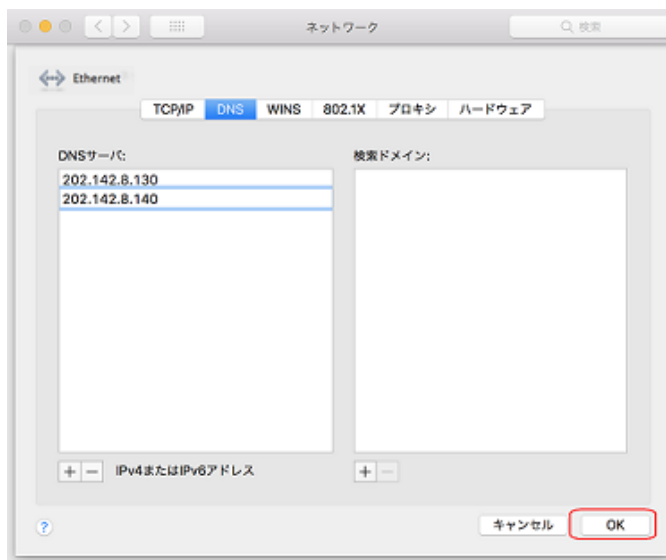 ネットワーク
検索
Ethernet
TCP/IP DNS WINS 802.1X プロキシ ハードウェア
DNSサーバ: 検索ドメイン:
202.142.8.130
202.142.8.140
+ − IPv4またはIPv6アドレス + −
? キャンセル OK